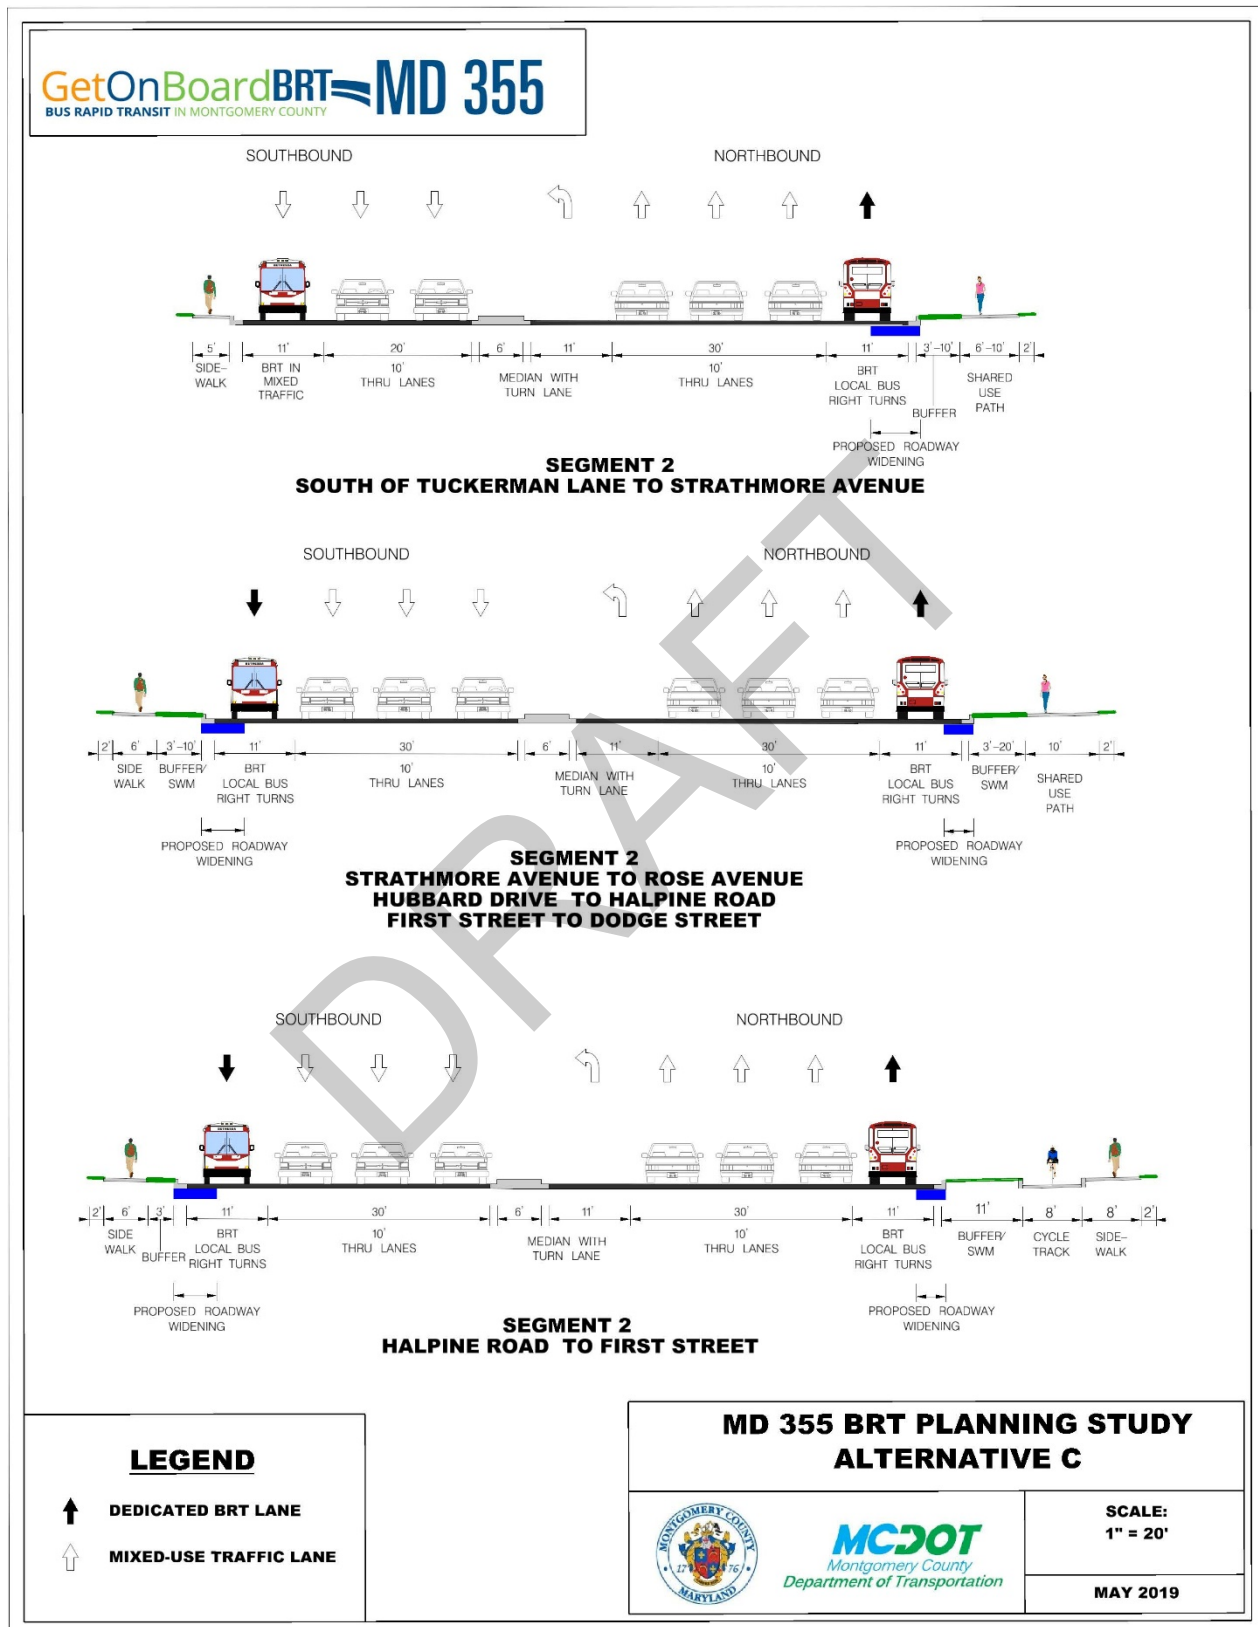 GetOnBoardBRT MD 355
BUS RAPID TRANSIT IN MONTGOMERY COUNTY
SOUTHBOUND NORTHBOUND
5' 11' 20' 6' 11' 30' 11' 3'-10' 6'-10' 2'
SIDE-
WALK
BRT IN
MIXED
TRAFFIC
10'
THRU LANES
MEDIAN WITH
TURN LANE
10'
THRU LANES
BRT
LOCAL BUS
RIGHT TURNS
BUFFER
SHARED
USE
PATH
PROPOSED ROADWAY
WIDENING
SEGMENT 2
SOUTH OF TUCKERMAN LANE TO STRATHMORE AVENUE
SOUTHBOUND NORTHBOUND
2' 6' 3'-10' 11' 30' 6' 11' 30' 11' 3'-20' 10' 2'
SIDE
WALK
BUFFER/
SWM
BRT
LOCAL BUS
RIGHT TURNS
10'
THRU LANES
MEDIAN WITH
TURN LANE
10'
THRU LANES
BRT
LOCAL BUS
RIGHT TURNS
BUFFER/
SWM
SHARED
USE
PATH
PROPOSED ROADWAY
WIDENING
PROPOSED ROADWAY
WIDENING
SEGMENT 2
STRATHMORE AVENUE TO ROSE AVENUE
HUBBARD DRIVE TO HALPINE ROAD
FIRST STREET TO DODGE STREET
DRAFT
SOUTHBOUND NORTHBOUND
2' 6' 3' 11' 30' 6' 11' 30' 11' 11' 8' 8' 2'
SIDE
WALK
BUFFER
BRT
LOCAL BUS
RIGHT TURNS
10'
THRU LANES
MEDIAN WITH
TURN LANE
10'
THRU LANES
BRT
LOCAL BUS
RIGHT TURNS
BUFFER/
SWM
CYCLE
TRACK
SIDE-
WALK
PROPOSED ROADWAY
WIDENING
PROPOSED ROADWAY
WIDENING
SEGMENT 2
HALPINE ROAD TO FIRST STREET
LEGEND
DEDICATED BRT LANE
MIXED-USE TRAFFIC LANE
MD 355 BRT PLANNING STUDY
ALTERNATIVE C
MONTGOMERY COUNTY
17 76
MARYLAND
MCDOT
Montgomery County
Department of Transportation
SCALE:
1" = 20'
MAY 2019